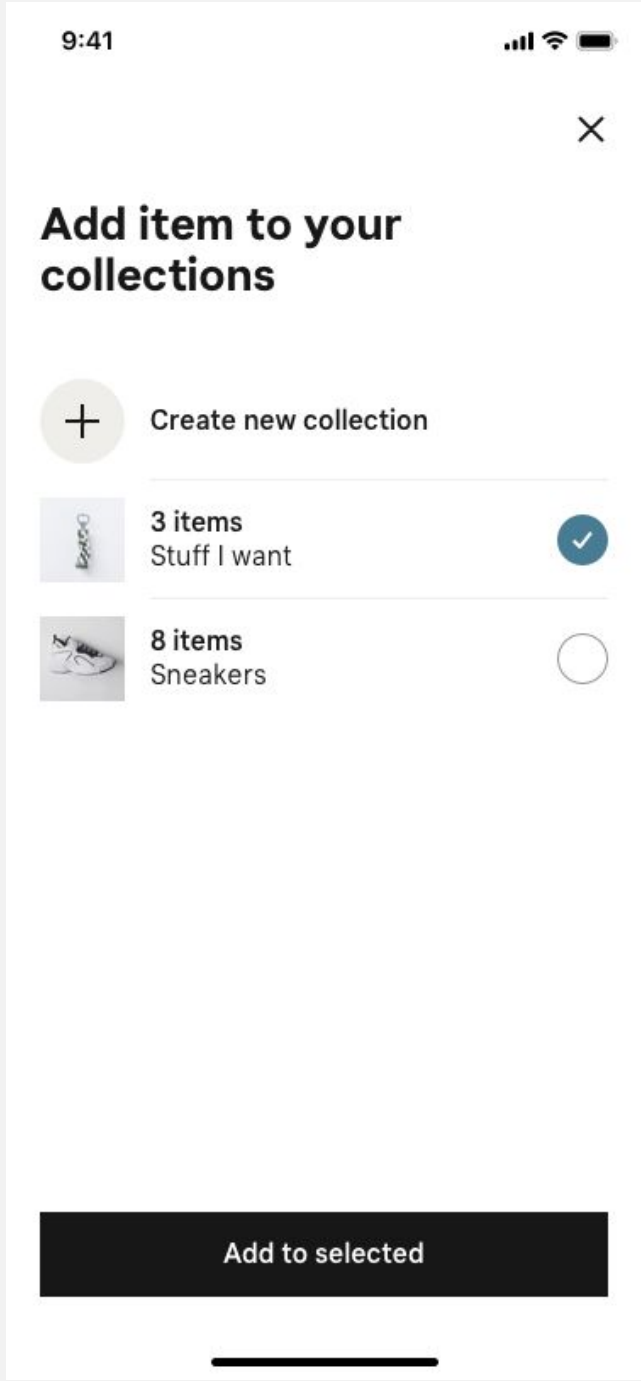 9:41
Add item to your
collections
Create new collection
3 items
Stuff I want
8 items
Sneakers
Add to selected